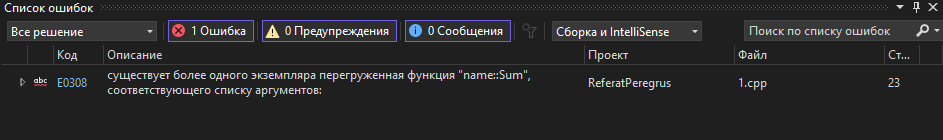 Список ошибок
Все решение
1 Ошибка
0 Предупреждения
0 Сообщения
Сборка и IntelliSense
Поиск по списку ошибок
Код Описание Проект Файл Ст...
abc E0308 существует более одного экземпляра перегруженная функция "name::Sum", ReferatPeregrus 1.cpp 23
соответствующего списку аргументов: